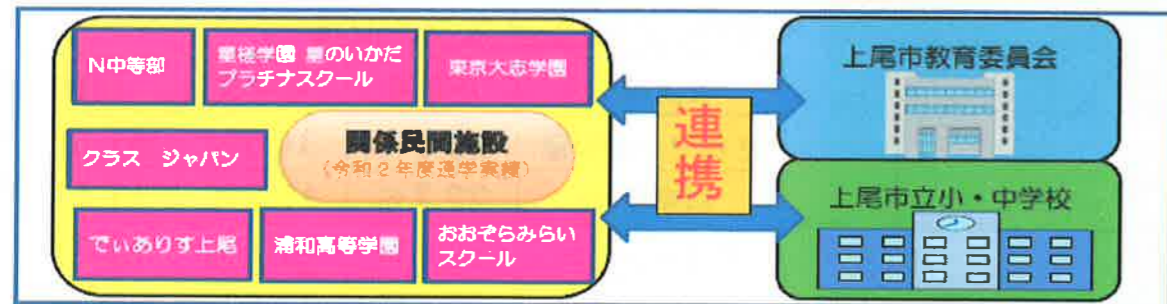 N中等部
星槎学園 星のいかだ
プラチナスクール
東京大志学園
クラス ジャパン
関係民間施設
(令和2年度通学実績)
でぃありす上尾
浦和高等学園
おおぞらみらい
スクール
連携
上尾市教育委員会
上尾市立小・中学校